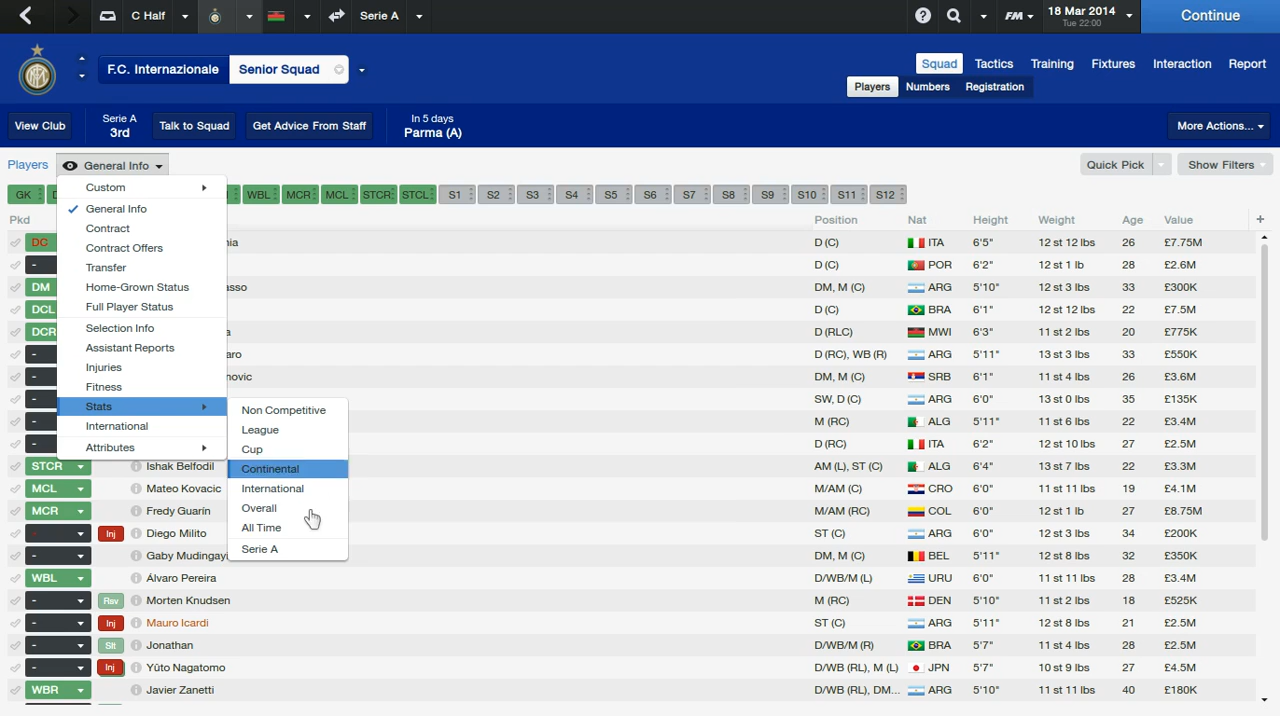 C Half
Serie A
FM
18 Mar 2014
Tue 22:00
Continue
F.C. Internazionale
Senior Squad
Squad Tactics Training Fixtures Interaction Report
Players Numbers Registration
View Club
Serie A
3rd
Talk to Squad
Get Advice From Staff
In 5 days
Parma (A)
More Actions...
Players General Info
Quick Pick
Show Filters
GK D WBL MCR MCL STCR STCL S1 S2 S3 S4 S5 S6 S7 S8 S9 S10 S11 S12
Custom
General Info
Contract
Contract Offers
Transfer
Home-Grown Status
Full Player Status
Selection Info
Assistant Reports
Injuries
Fitness
Stats
International
Attributes
Non Competitive
League
Cup
Continental
International
Overall
All Time
Serie A
Pkd Position Nat Height Weight Age Value
DC nia D (C) ITA 6'5" 12 st 12 lbs 26 £7.75M
- D (C) POR 6'2" 12 st 1 lb 28 £2.6M
DM sso DM, M (C) ARG 5'10" 12 st 3 lbs 33 £300K
DCL D (C) BRA 6'1" 12 st 12 lbs 22 £7.5M
DCR a D (RLC) MWI 6'3" 11 st 2 lbs 20 £775K
- aro D (RC), WB (R) ARG 5'11" 13 st 3 lbs 33 £550K
- novic DM, M (C) SRB 6'1" 11 st 4 lbs 26 £3.6M
- SW, D (C) ARG 6'0" 13 st 0 lbs 35 £135K
- M (RC) ALG 5'11" 11 st 6 lbs 22 £3.4M
- D (RC) ITA 6'2" 12 st 10 lbs 27 £2.5M
STCR Ishak Belfodil AM (L), ST (C) ALG 6'4" 13 st 7 lbs 22 £3.3M
MCL Mateo Kovacic M/AM (C) CRO 6'0" 11 st 11 lbs 19 £4.1M
MCR Fredy Guarín M/AM (RC) COL 6'0" 12 st 1 lb 27 £8.75M
- Inj Diego Milito ST (C) ARG 6'0" 12 st 3 lbs 34 £200K
- Gaby Mudingayi DM, M (C) BEL 5'11" 12 st 8 lbs 32 £350K
WBL Álvaro Pereira D/WB/M (L) URU 6'0" 11 st 11 lbs 28 £3.4M
- Rsv Morten Knudsen M (RC) DEN 5'10" 11 st 2 lbs 18 £525K
- Inj Mauro Icardi ST (C) ARG 5'11" 12 st 8 lbs 21 £2.5M
- Slt Jonathan D/WB/M (R) BRA 5'7" 11 st 4 lbs 28 £2.5M
- Inj Yūto Nagatomo D/WB (RL), M (L) JPN 5'7" 10 st 9 lbs 27 £4.5M
WBR Javier Zanetti D/WB (RL), DM... ARG 5'10" 11 st 11 lbs 40 £180K